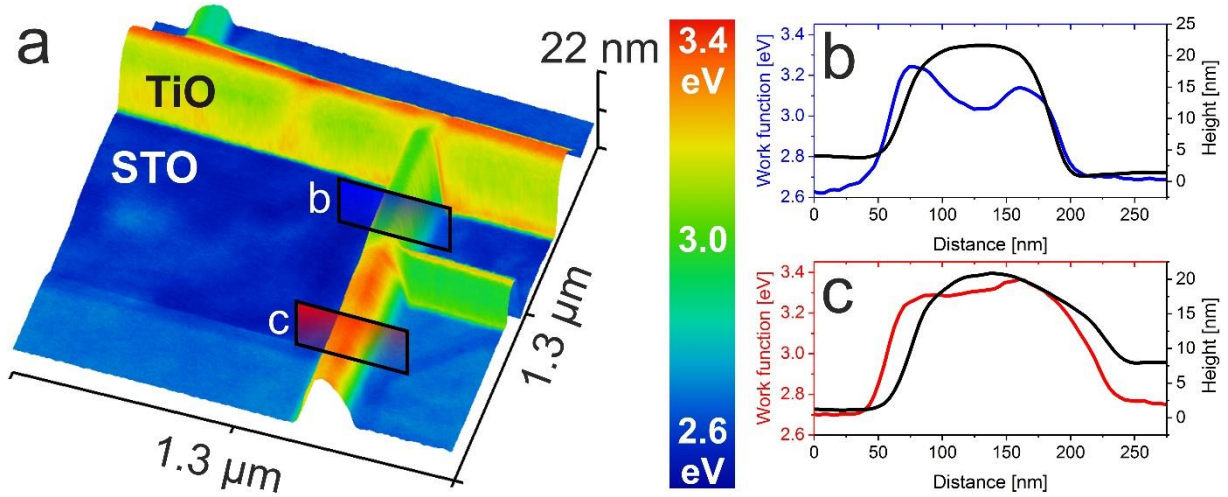 a
22 nm
TiO
STO
b
c
1.3 µm
1.3 µm
3.4
eV
3.0
2.6
eV
b
Work function [eV]
3.4
3.2
3.0
2.8
2.6
0 50 100 150 200 250
Distance [nm]
25
20
15
10
5
0
Height [nm]
c
Work function [eV]
3.4
3.2
3.0
2.8
2.6
0 50 100 150 200 250
Distance [nm]
20
15
10
5
0
Height [nm]